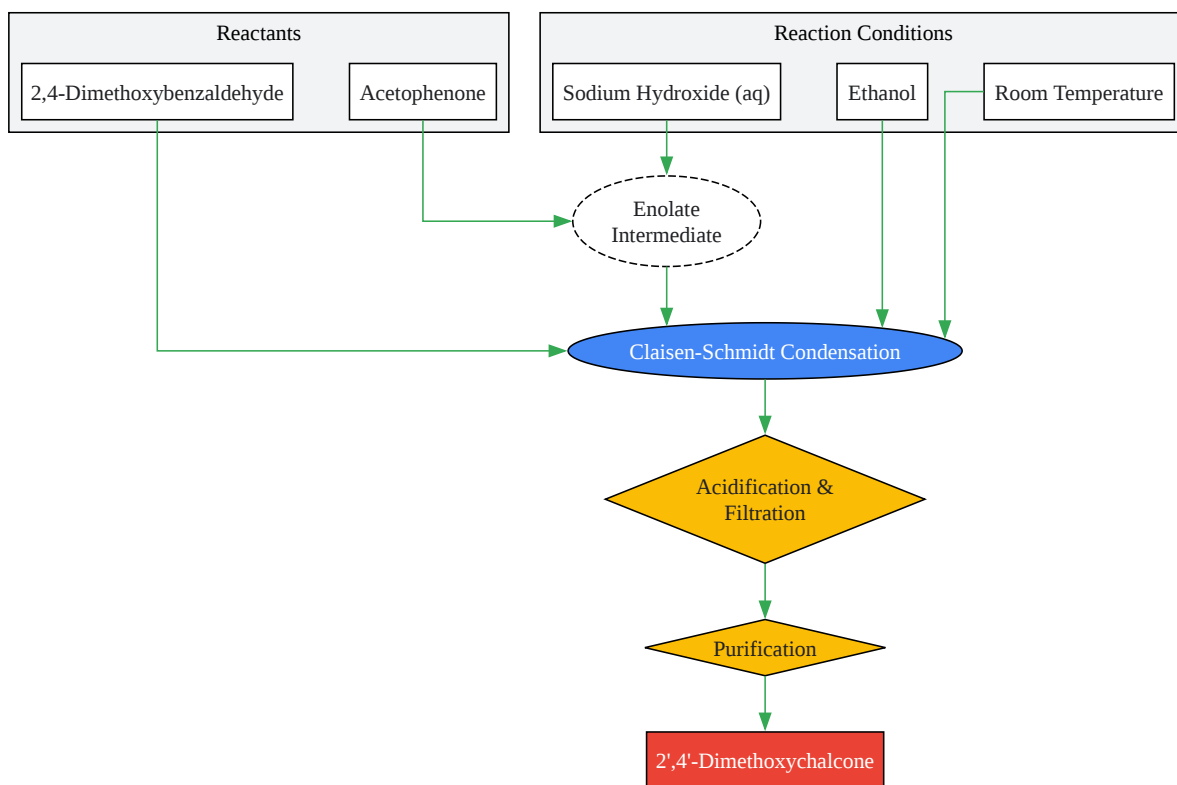 Reactants
Reaction Conditions
2,4-Dimethoxybenzaldehyde
Acetophenone
Sodium Hydroxide (aq)
Ethanol
Room Temperature
Enolate
Intermediate
Claisen-Schmidt Condensation
Acidification &
Filtration
Purification
2',4'-Dimethoxychalcone